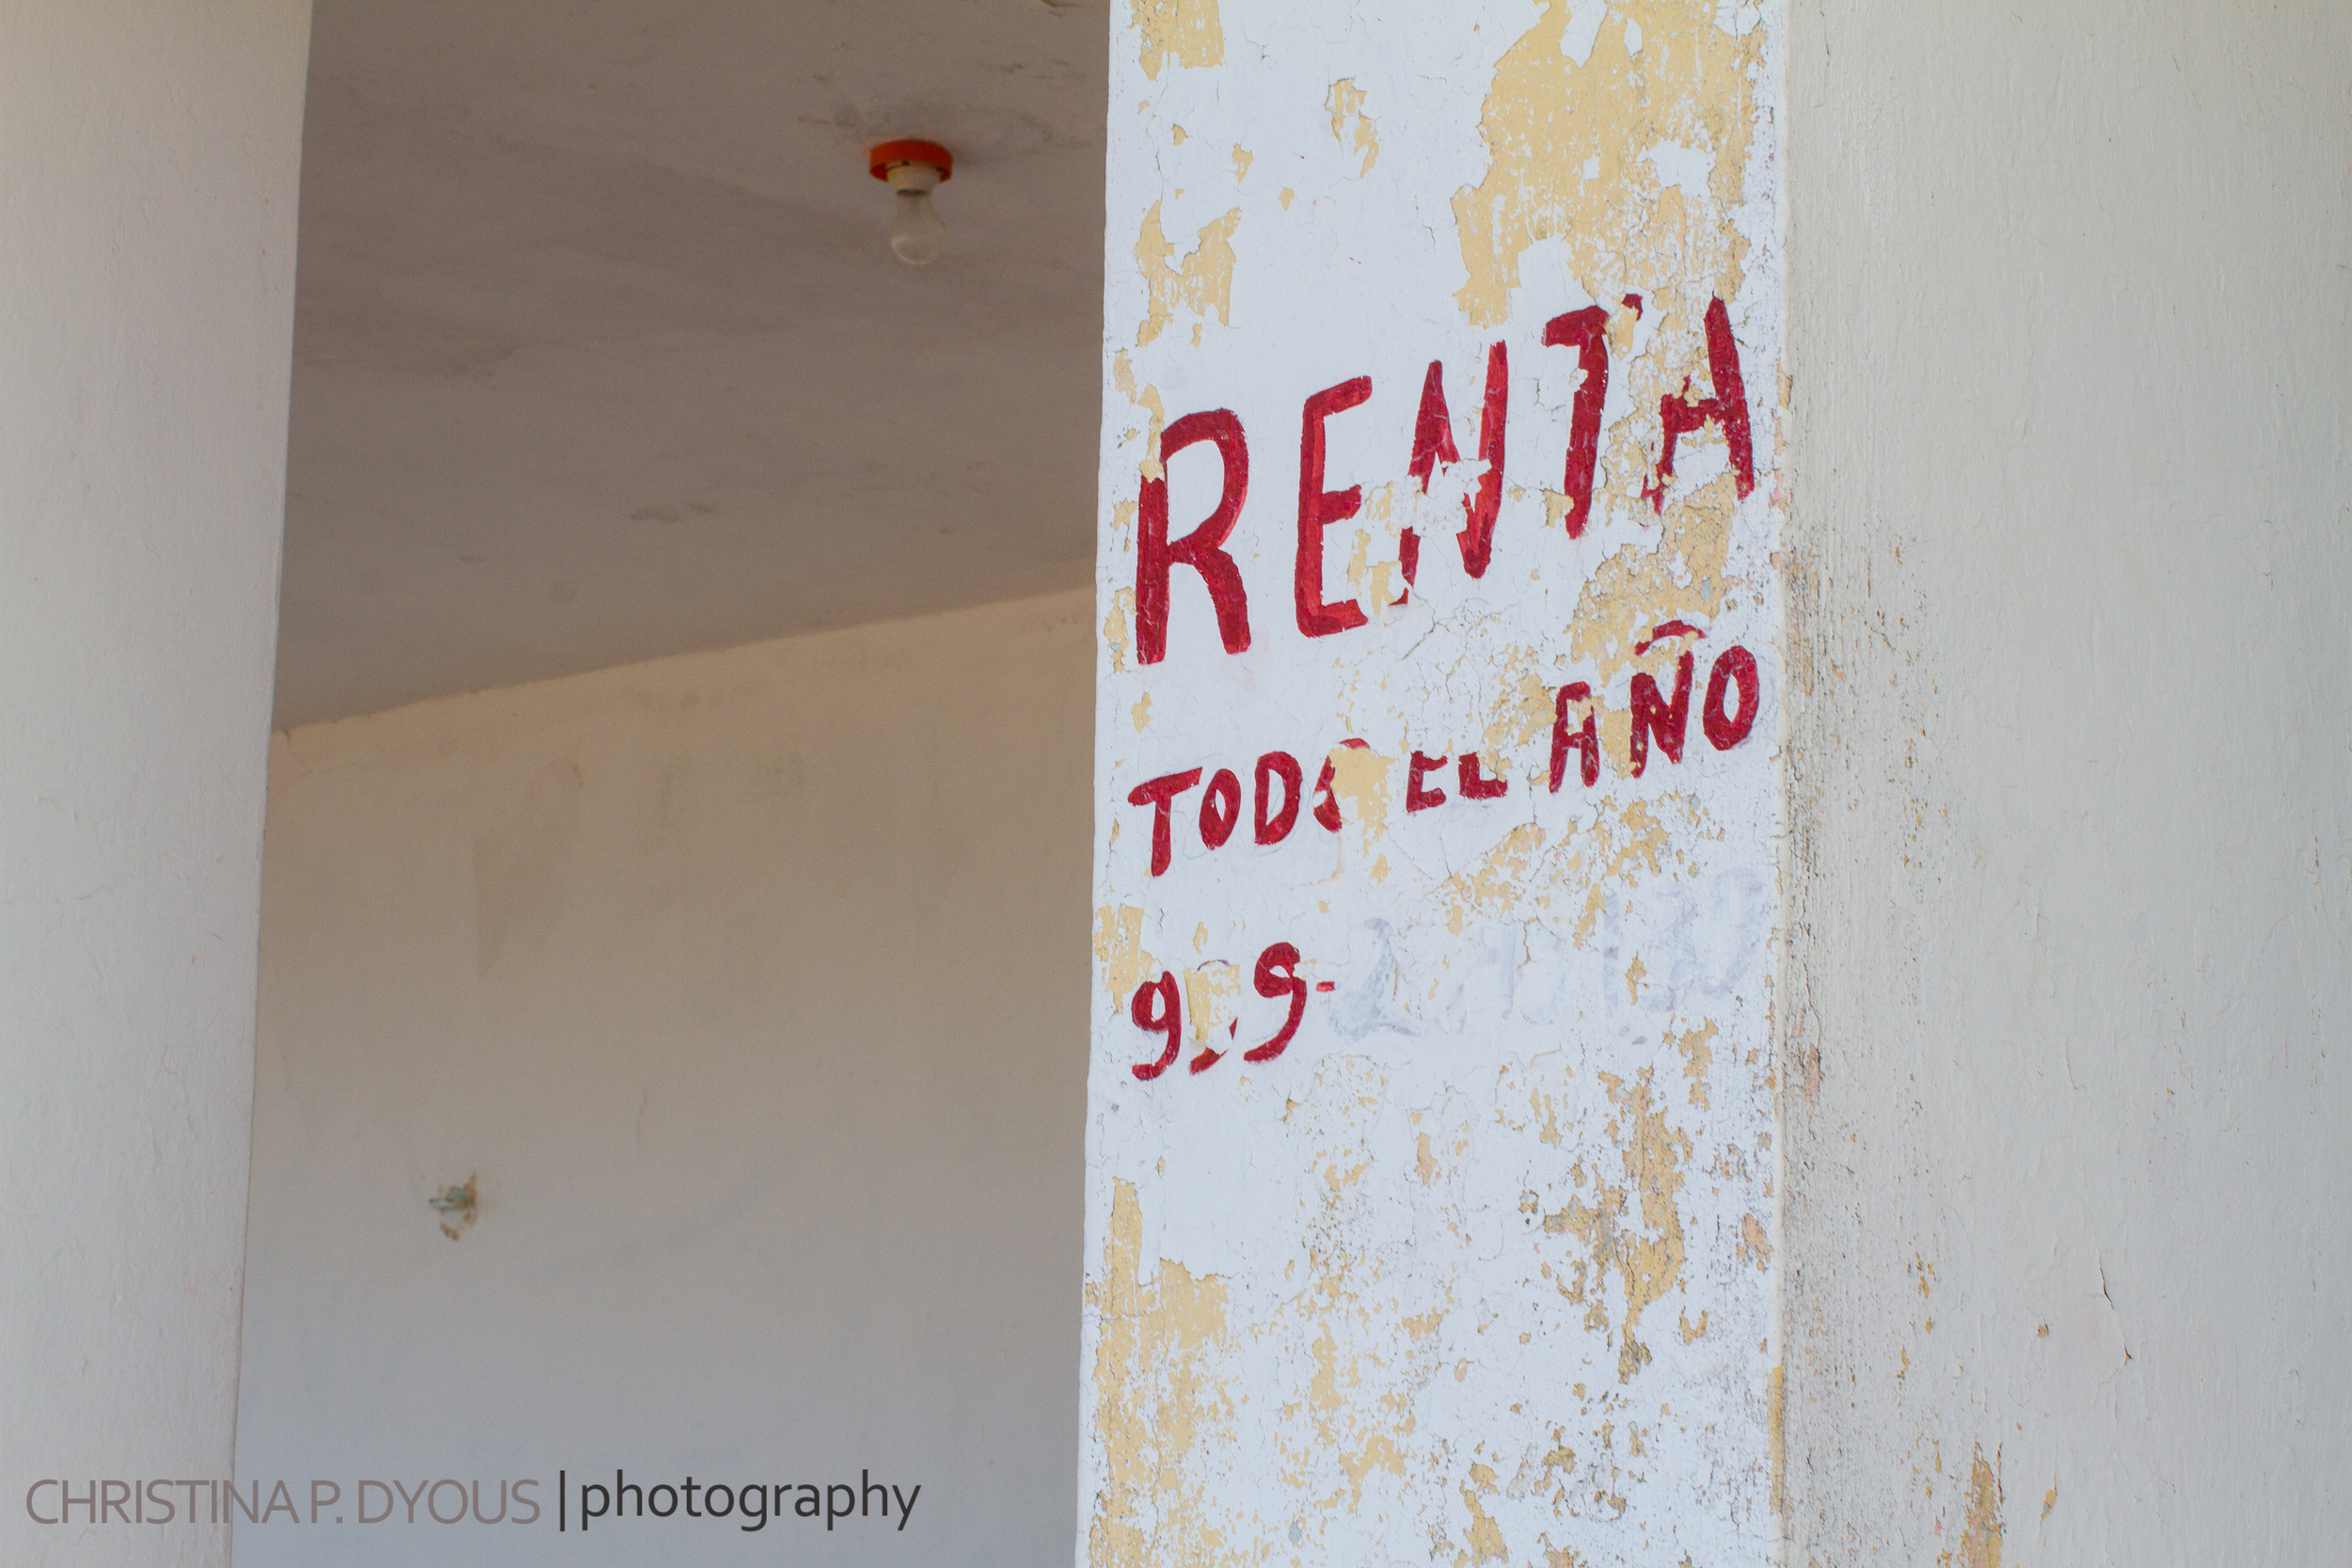 RENTA
TODO EL AÑO
999-
CHRISTINA P. DYOUS | photography